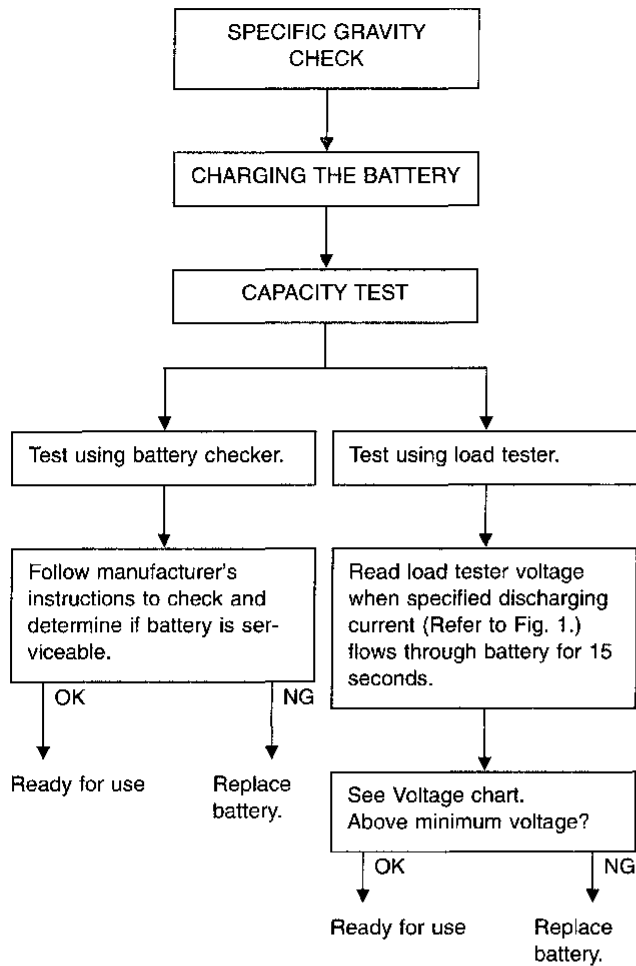 SPECIFIC GRAVITY
CHECK
CHARGING THE BATTERY
CAPACITY TEST
Test using battery checker.
Test using load tester.
Follow manufacturer's
instructions to check and
determine if battery is ser-
viceable.
Read load tester voltage
when specified discharging
current (Refer to Fig. 1.)
flows through battery for 15
seconds.
OK
NG
Ready for use
Replace
battery.
See Voltage chart.
Above minimum voltage?
OK
NG
Ready for use
Replace
battery.